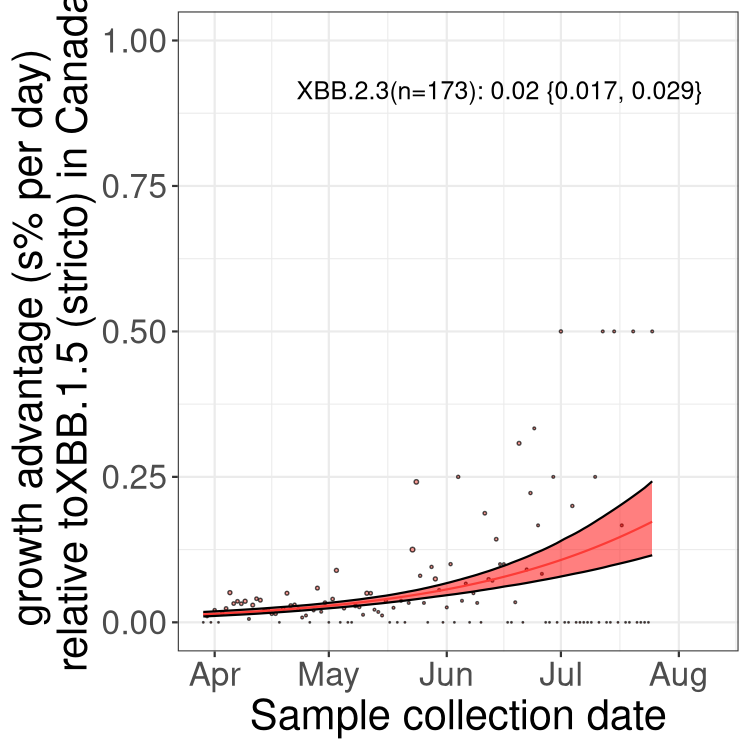 growth advantage (s% per day)
relative toXBB.1.5 (stricto) in Canada
1.00
0.75
0.50
0.25
0.00
XBB.2.3(n=173): 0.02 {0.017, 0.029}
Apr May Jun Jul Aug
Sample collection date